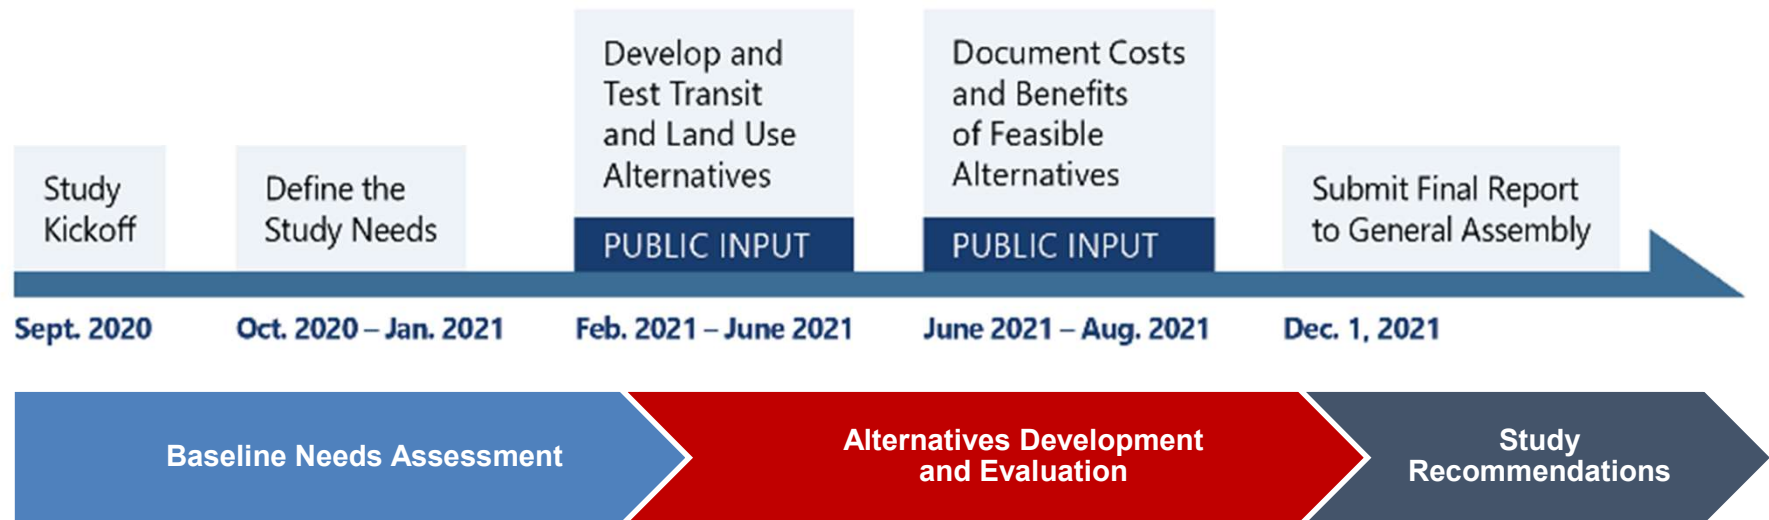 Study
Kickoff
Define the
Study Needs
Develop and
Test Transit
and Land Use
Alternatives
PUBLIC INPUT
Document Costs
and Benefits
of Feasible
Alternatives
PUBLIC INPUT
Submit Final Report
to General Assembly
Sept. 2020
Oct. 2020 – Jan. 2021
Feb. 2021 – June 2021
June 2021 – Aug. 2021
Dec. 1, 2021
Baseline Needs Assessment
Alternatives Development
and Evaluation
Study
Recommendations